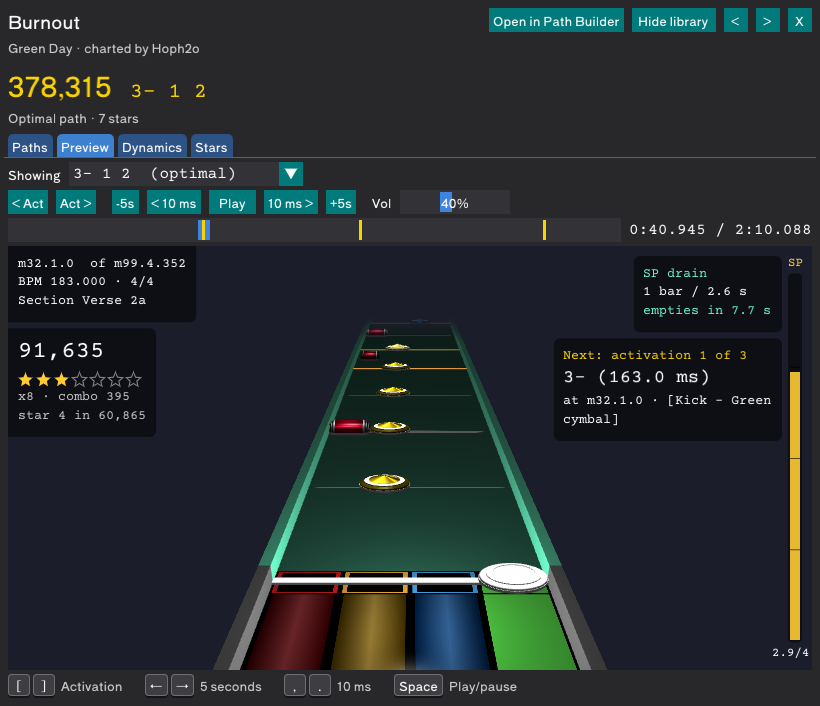 Burnout
Open in Path Builder
Hide library
<
>
X
Green Day · charted by Hoph2o
378,315 3- 1 2
Optimal path · 7 stars
Paths Preview Dynamics Stars
Showing 3- 1 2 (optimal)
< Act Act > -5s < 10 ms Play 10 ms > +5s Vol 40%
0:40.945 / 2:10.088
m32.1.0 of m99.4.352
BPM 183.000 · 4/4
Section Verse 2a
91,635
x8 · combo 395
star 4 in 60,865
SP drain
1 bar / 2.6 s
empties in 7.7 s
SP
Next: activation 1 of 3
3- (163.0 ms)
at m32.1.0 · [Kick - Green
cymbal]
2.9/4
[ ] Activation ← → 5 seconds , . 10 ms Space Play/pause